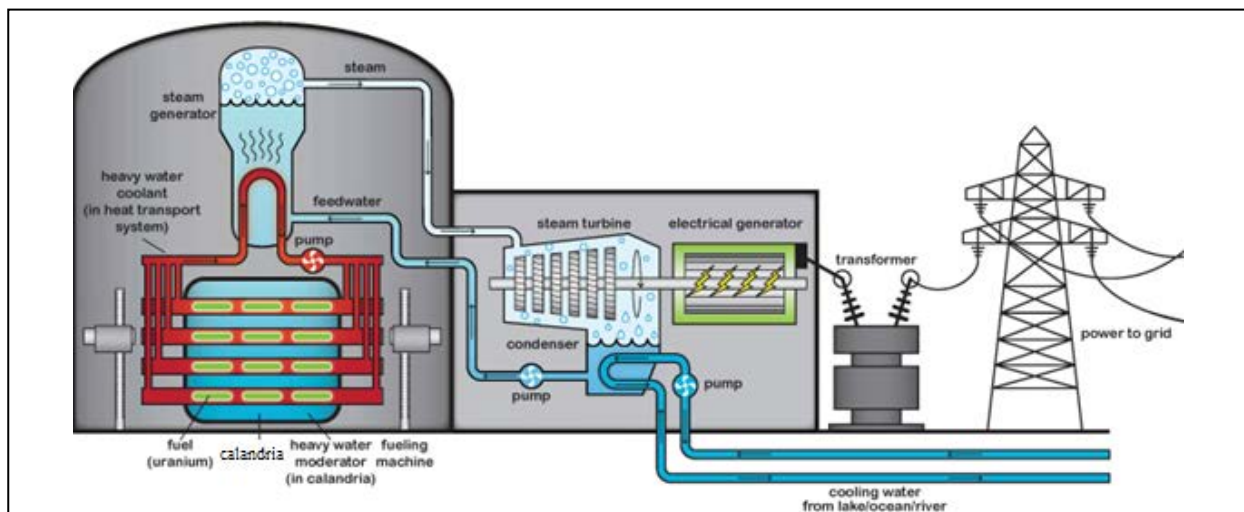 steam
steam
generator
heavy water
coolant
(in heat transport
system)
feedwater
pump
steam turbine
electrical generator
transformer
condenser
pump
pump
power to grid
fuel
(uranium)
calandria
heavy water
moderator
(in calandria)
fueling
machine
cooling water
from lake/ocean/river